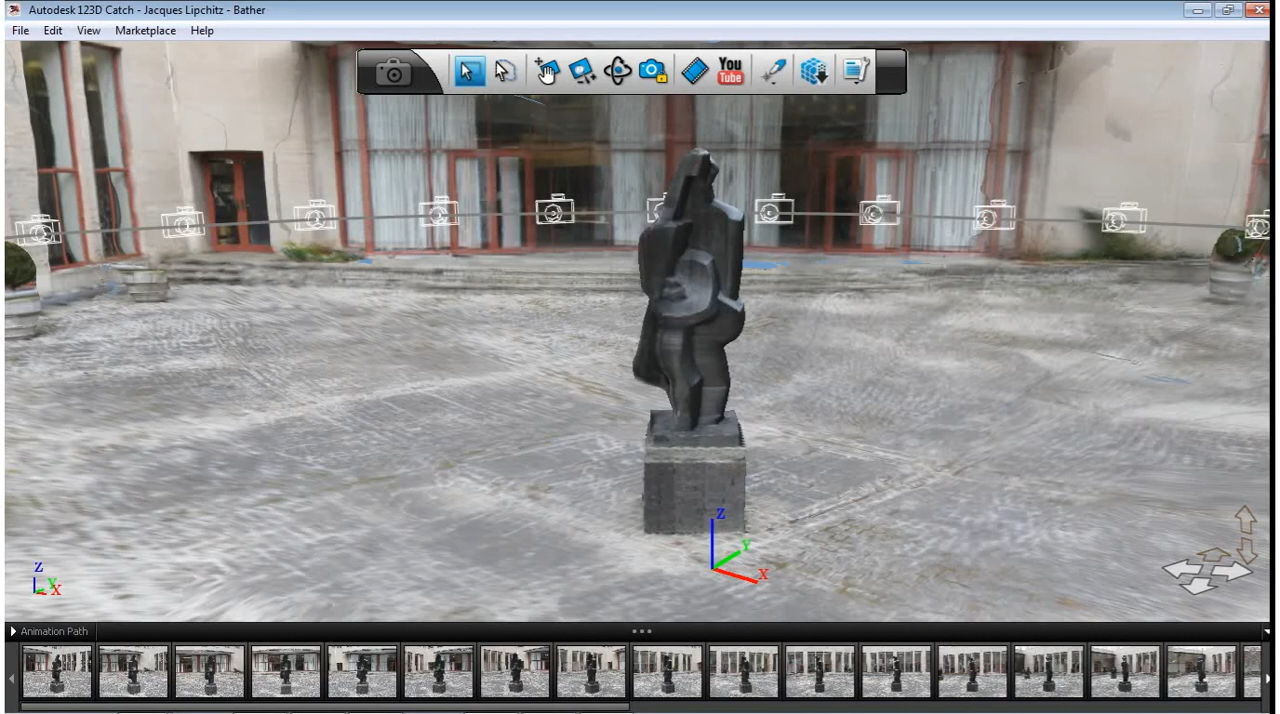 Autodesk 123D Catch - Jacques Lipchitz - Bather
File Edit View Marketplace Help
You
Tube
Z
Y
X
Z
Y
X
Animation Path